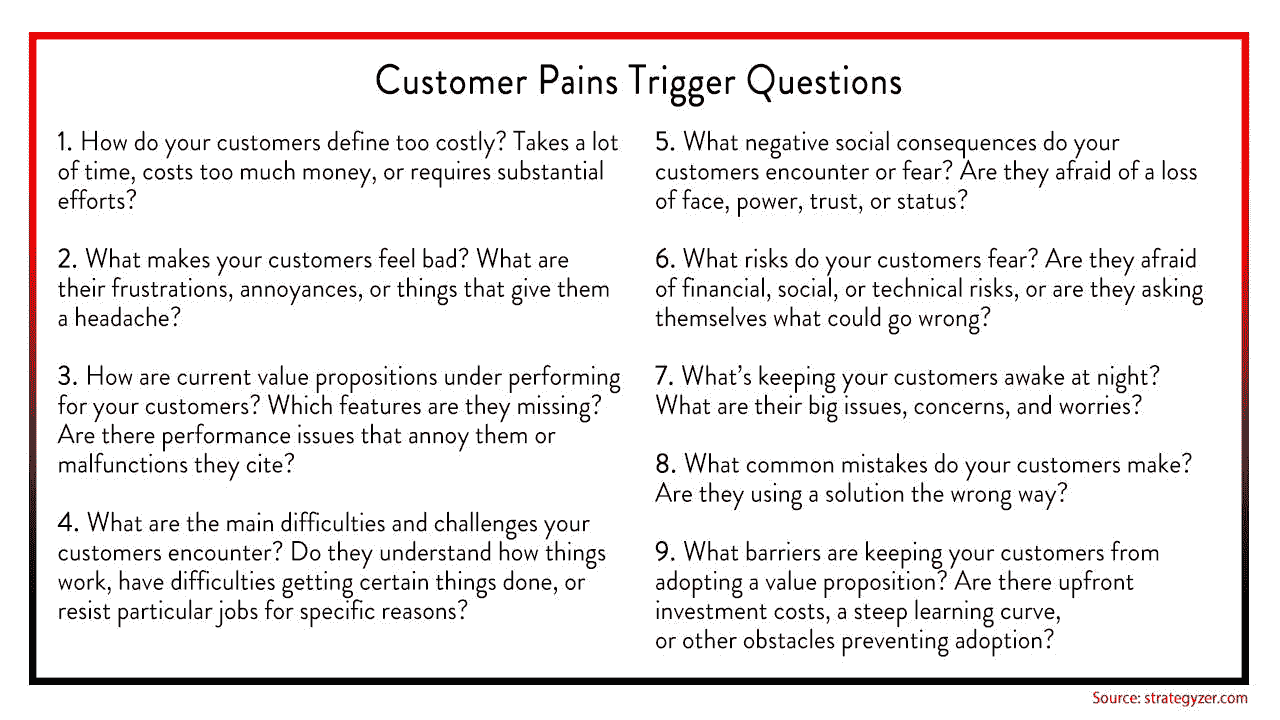 Customer Pains Trigger Questions
1. How do your customers define too costly? Takes a lot
of time, costs too much money, or requires substantial
efforts?
2. What makes your customers feel bad? What are
their frustrations, annoyances, or things that give them
a headache?
3. How are current value propositions under performing
for your customers? Which features are they missing?
Are there performance issues that annoy them or
malfunctions they cite?
4. What are the main difficulties and challenges your
customers encounter? Do they understand how things
work, have difficulties getting certain things done, or
resist particular jobs for specific reasons?
5. What negative social consequences do your
customers encounter or fear? Are they afraid of a loss
of face, power, trust, or status?
6. What risks do your customers fear? Are they afraid
of financial, social, or technical risks, or are they asking
themselves what could go wrong?
7. What's keeping your customers awake at night?
What are their big issues, concerns, and worries?
8. What common mistakes do your customers make?
Are they using a solution the wrong way?
9. What barriers are keeping your customers from
adopting a value proposition? Are there upfront
investment costs, a steep learning curve,
or other obstacles preventing adoption?
Source: strategyzer.com